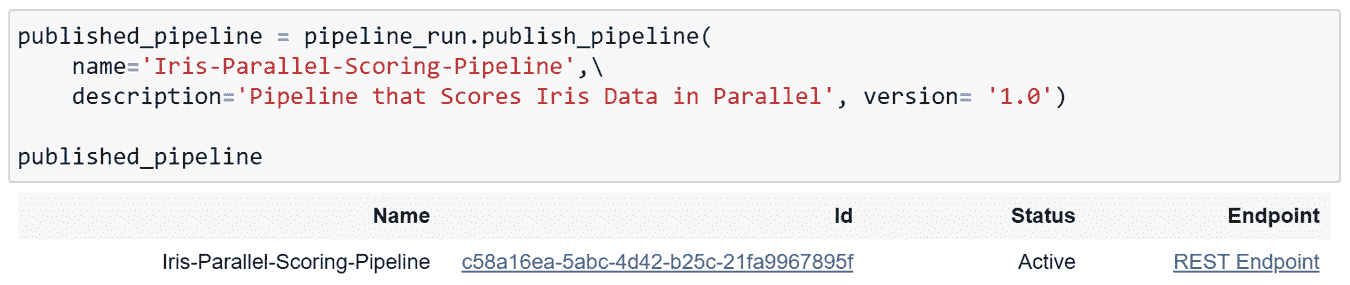 published_pipeline = pipeline_run.publish_pipeline(
    name='Iris-Parallel-Scoring-Pipeline',\
    description='Pipeline that Scores Iris Data in Parallel', version= '1.0')
published_pipeline
Name Id Status Endpoint
Iris-Parallel-Scoring-Pipeline c58a16ea-5abc-4d42-b25c-21fa9967895f Active REST Endpoint